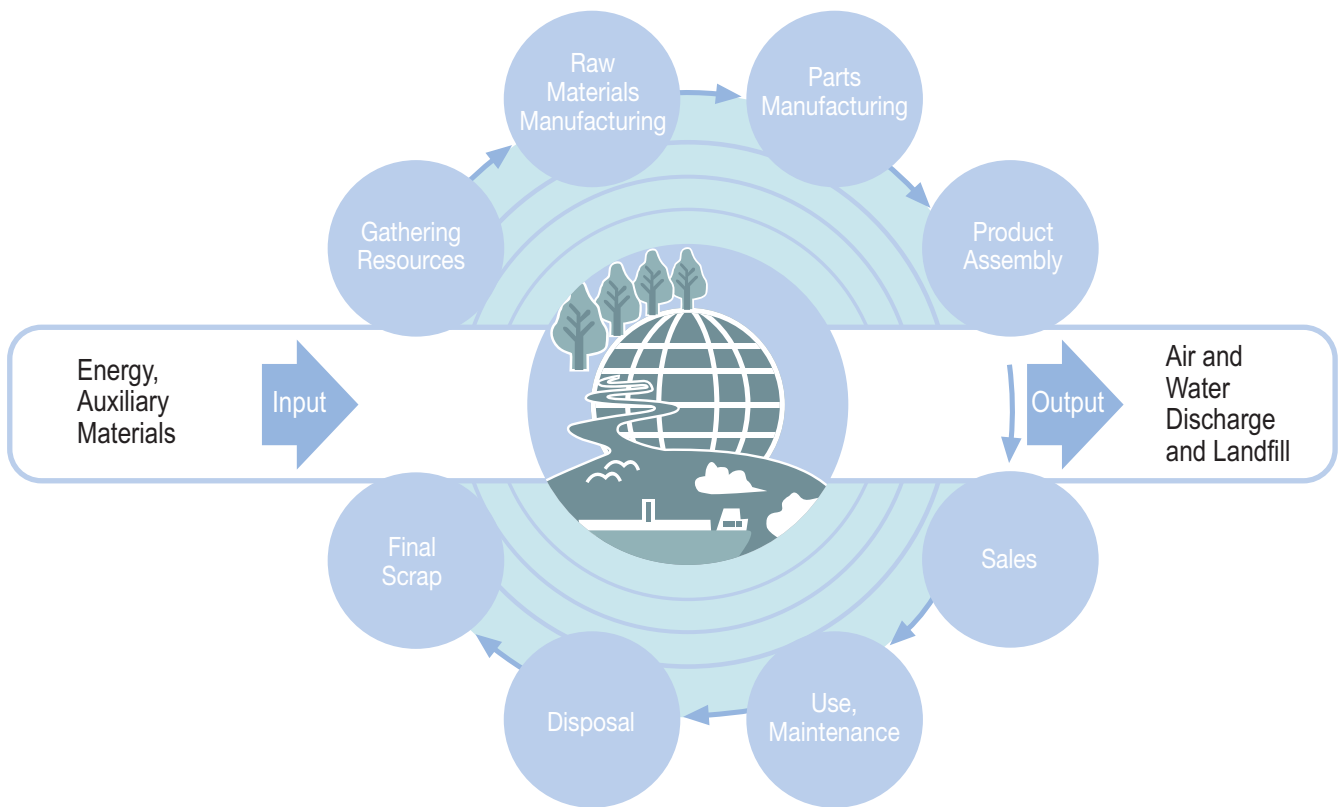 Raw
Materials
Manufacturing
Parts
Manufacturing
Gathering
Resources
Product
Assembly
Energy,
Auxiliary
Materials
Input
Output
Air and
Water
Discharge
and Landfill
Final
Scrap
Sales
Disposal
Use,
Maintenance